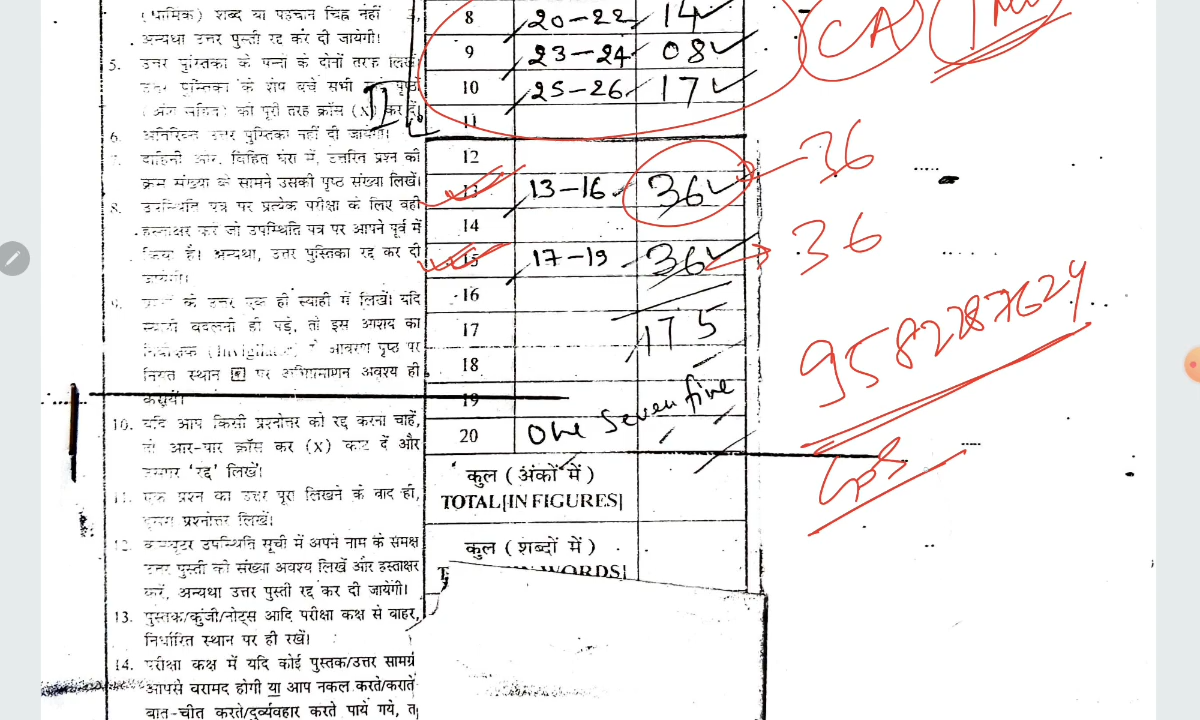 (धार्मिक) शब्द या पहचान चिह्न नहीं
अन्यथा उत्तर पुस्ती रद्द कर दी जायेगी।
5. उत्तर पुस्तिका के पन्नों के दोनों तरफ लिखें
उत्तर पुस्तिका के शेष बचे सभी पृष्ठ
को पूरी तरह क्रॉस (X) कर दें
6. अतिरिक्त उत्तर पुस्तिका नहीं दी जायेगी।
7. दाहिनी ओर, विहित घेरा में, उत्तरित प्रश्न की
क्रम संख्या के सामने उसकी पृष्ठ संख्या लिखें।
8. उपस्थिति पत्र पर प्रत्येक परीक्षा के लिए वही
हस्ताक्षर करें जो उपस्थिति पत्र पर आपने पूर्व में
किया है। अन्यथा, उत्तर पुस्तिका रद्द कर दी
जायेगी।
9. के उत्तर एक ही स्याही में लिखें। यदि
स्याही बदलनी ही पड़े, तो इस आशय का
(Invigilator) आवरण पृष्ठ पर
नियत स्थान पर अभिप्रमाणन अवश्य ही
करायें।
10. यदि आप किसी प्रश्नोत्तर को रद्द करना चाहें,
तो आर-पार क्रॉस कर (X) काट दें और
उसपर 'रद्द' लिखें।
11. एक प्रश्न का उत्तर पूरा लिखने के बाद ही,
दूसरा प्रश्नोत्तर लिखें।
12. कम्प्यूटर उपस्थिति सूची में अपने नाम के समक्ष
उत्तर पुस्ती की संख्या अवश्य लिखें और हस्ताक्षर
करें, अन्यथा उत्तर पुस्ती रद्द कर दी जायेगी।
13. पुस्तक/कुंजी/नोट्स आदि परीक्षा कक्ष से बाहर,
निर्धारित स्थान पर ही रखें।
14. परीक्षा कक्ष में यदि कोई पुस्तक/उत्तर सामग्र
आपसे बरामद होगी या आप नकल करते/कराते
बात-चीत करते/दुर्व्यवहार करते पाये गये, त
II
8 20-22 14
9 23-24 08
10 25-26 17
11
12
13 13-16 36
14
15 17-19 36
16
17 175
18
19
20 One Seven five
कुल (अंकों में)
TOTAL[IN FIGURES]
कुल (शब्दों में)
WORDS]
CA
36
36
9582287624